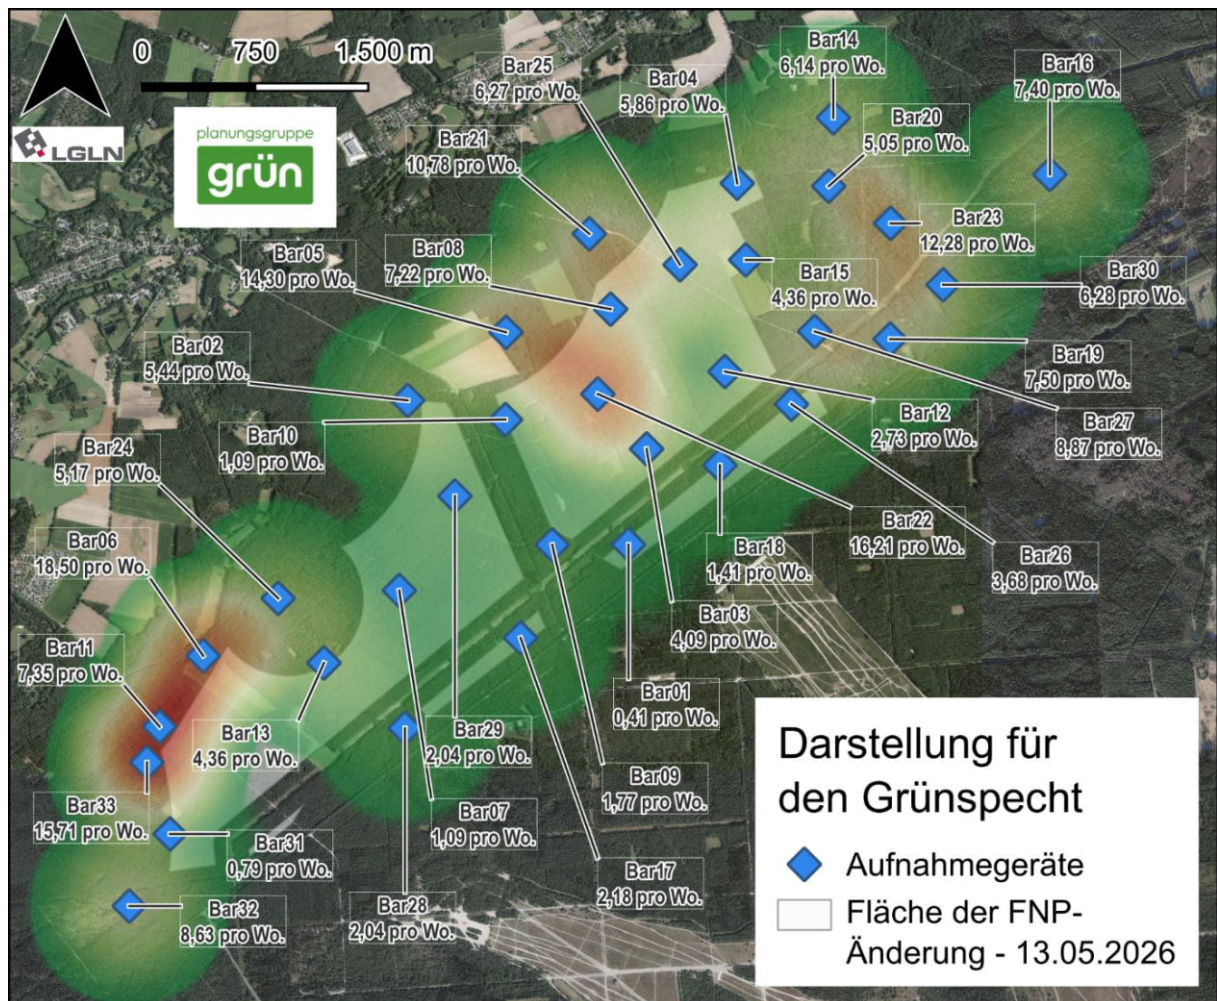 0 750 1.500 m
LGLN
planungsgruppe
grün
Bar14
6,14 pro Wo.
Bar25
6,27 pro Wo.
Bar04
5,86 pro Wo.
Bar16
7,40 pro Wo.
Bar20
5,05 pro Wo.
Bar21
10,78 pro Wo.
Bar23
12,28 pro Wo.
Bar05
14,30 pro Wo.
Bar08
7,22 pro Wo.
Bar15
4,36 pro Wo.
Bar30
6,28 pro Wo.
Bar02
5,44 pro Wo.
Bar19
7,50 pro Wo.
Bar10
1,09 pro Wo.
Bar12
2,73 pro Wo.
Bar27
8,87 pro Wo.
Bar24
5,17 pro Wo.
Bar22
16,21 pro Wo.
Bar06
18,50 pro Wo.
Bar18
1,41 pro Wo.
Bar26
3,68 pro Wo.
Bar03
4,09 pro Wo.
Bar11
7,35 pro Wo.
Bar01
0,41 pro Wo.
Bar13
4,36 pro Wo.
Bar29
2,04 pro Wo.
Bar09
1,77 pro Wo.
Bar33
15,71 pro Wo.
Bar07
1,09 pro Wo.
Bar31
0,79 pro Wo.
Bar17
2,18 pro Wo.
Bar32
8,63 pro Wo.
Bar28
2,04 pro Wo.
Darstellung für
den Grünspecht
Aufnahmegeräte
Fläche der FNP-
Änderung - 13.05.2026